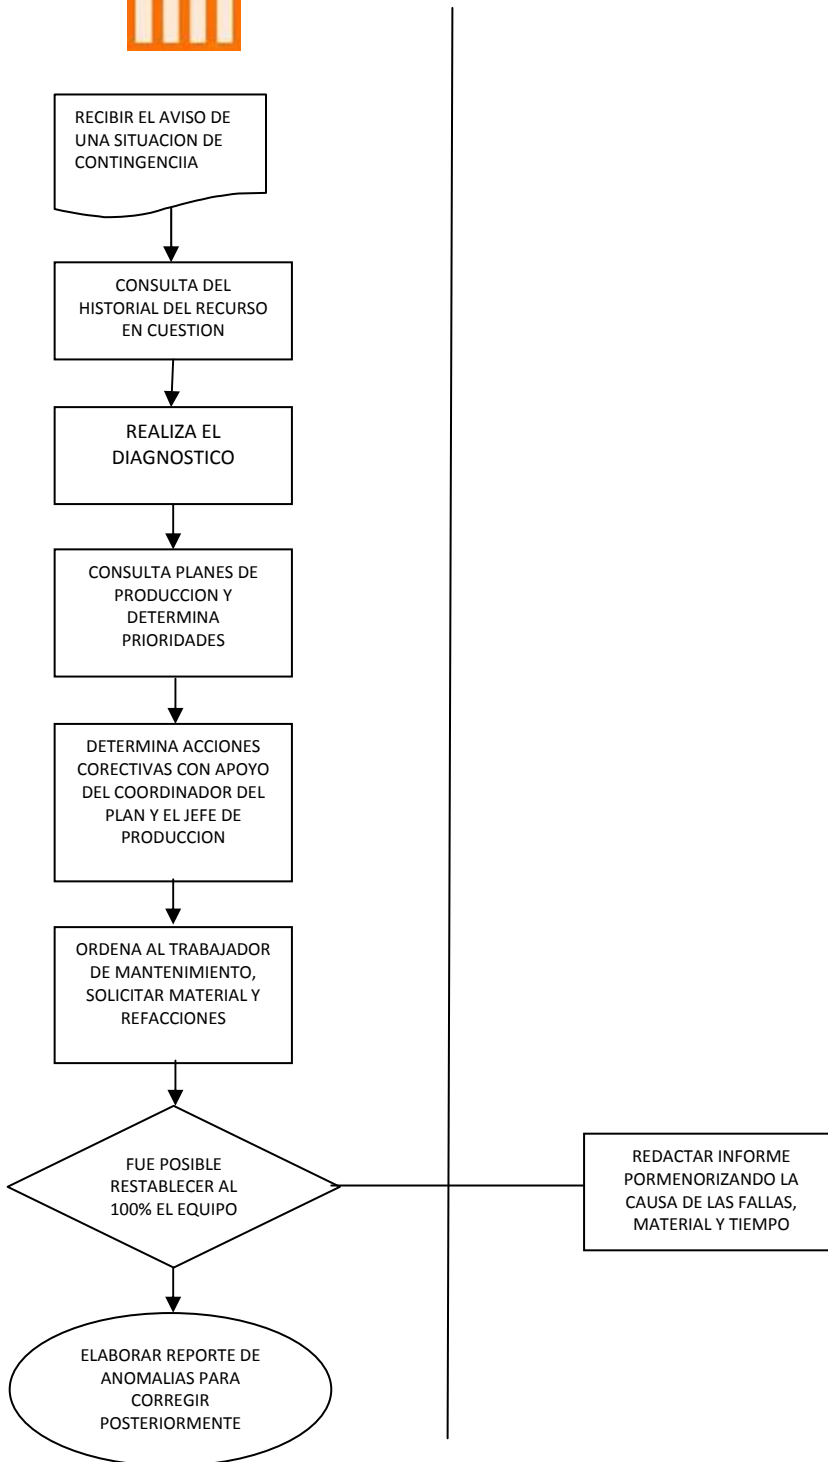 RECIBIR EL AVISO DE
UNA SITUACION DE
CONTINGENCIIA
CONSULTA DEL
HISTORIAL DEL RECURSO
EN CUESTION
REALIZA EL
DIAGNOSTICO
CONSULTA PLANES DE
PRODUCCION Y
DETERMINA
PRIORIDADES
DETERMINA ACCIONES
CORECTIVAS CON APOYO
DEL COORDINADOR DEL
PLAN Y EL JEFE DE
PRODUCCION
ORDENA AL TRABAJADOR
DE MANTENIMIENTO,
SOLICITAR MATERIAL Y
REFACCIONES
FUE POSIBLE
RESTABLECER AL
100% EL EQUIPO
REDACTAR INFORME
PORMENORIZANDO LA
CAUSA DE LAS FALLAS,
MATERIAL Y TIEMPO
ELABORAR REPORTE DE
ANOMALIAS PARA
CORREGIR
POSTERIORMENTE